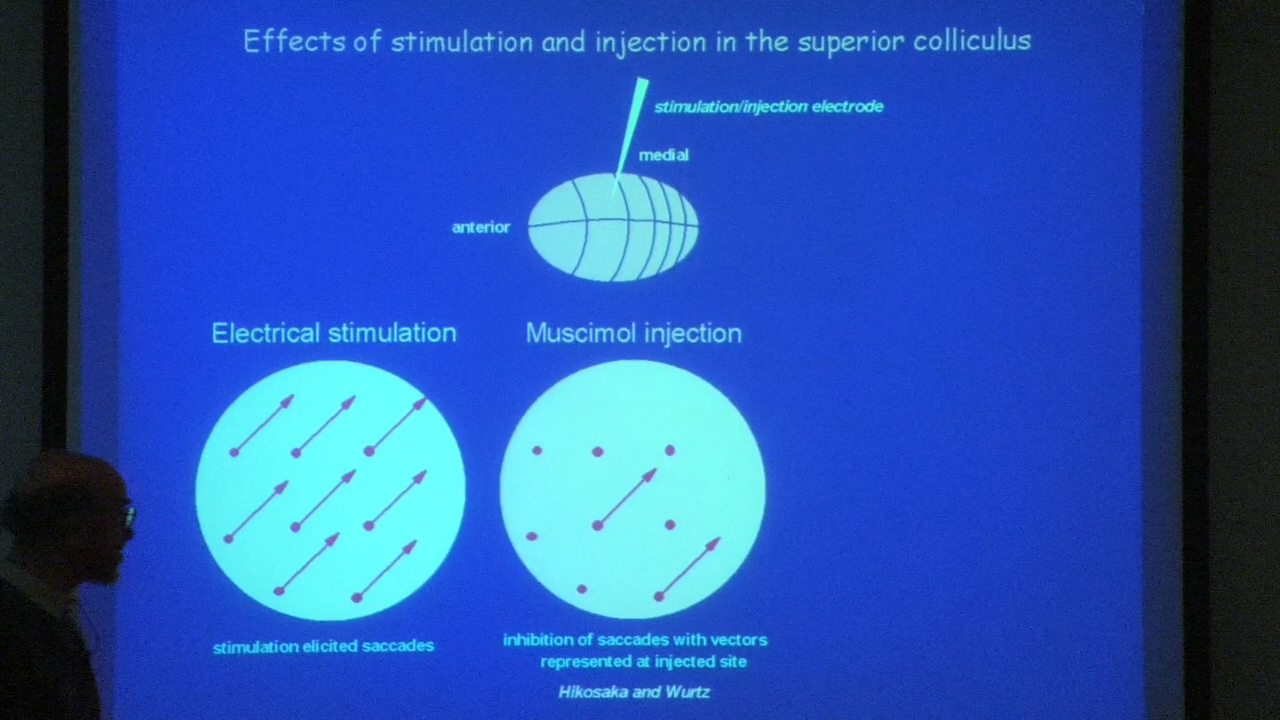 Effects of stimulation and injection in the superior colliculus
stimulation/injection electrode
medial
anterior
Electrical stimulation
Muscimol injection
stimulation elicited saccades
inhibition of saccades with vectors
represented at injected site
Hikosaka and Wurtz